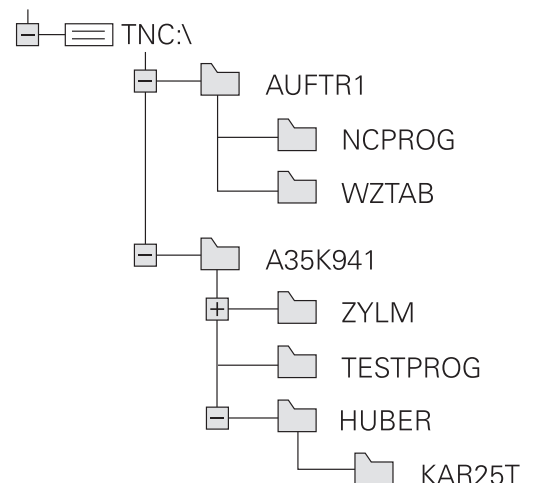 TNC:\
AUFTR1
NCPROG
WZTAB
A35K941
ZYLM
TESTPROG
HUBER
KAR25T